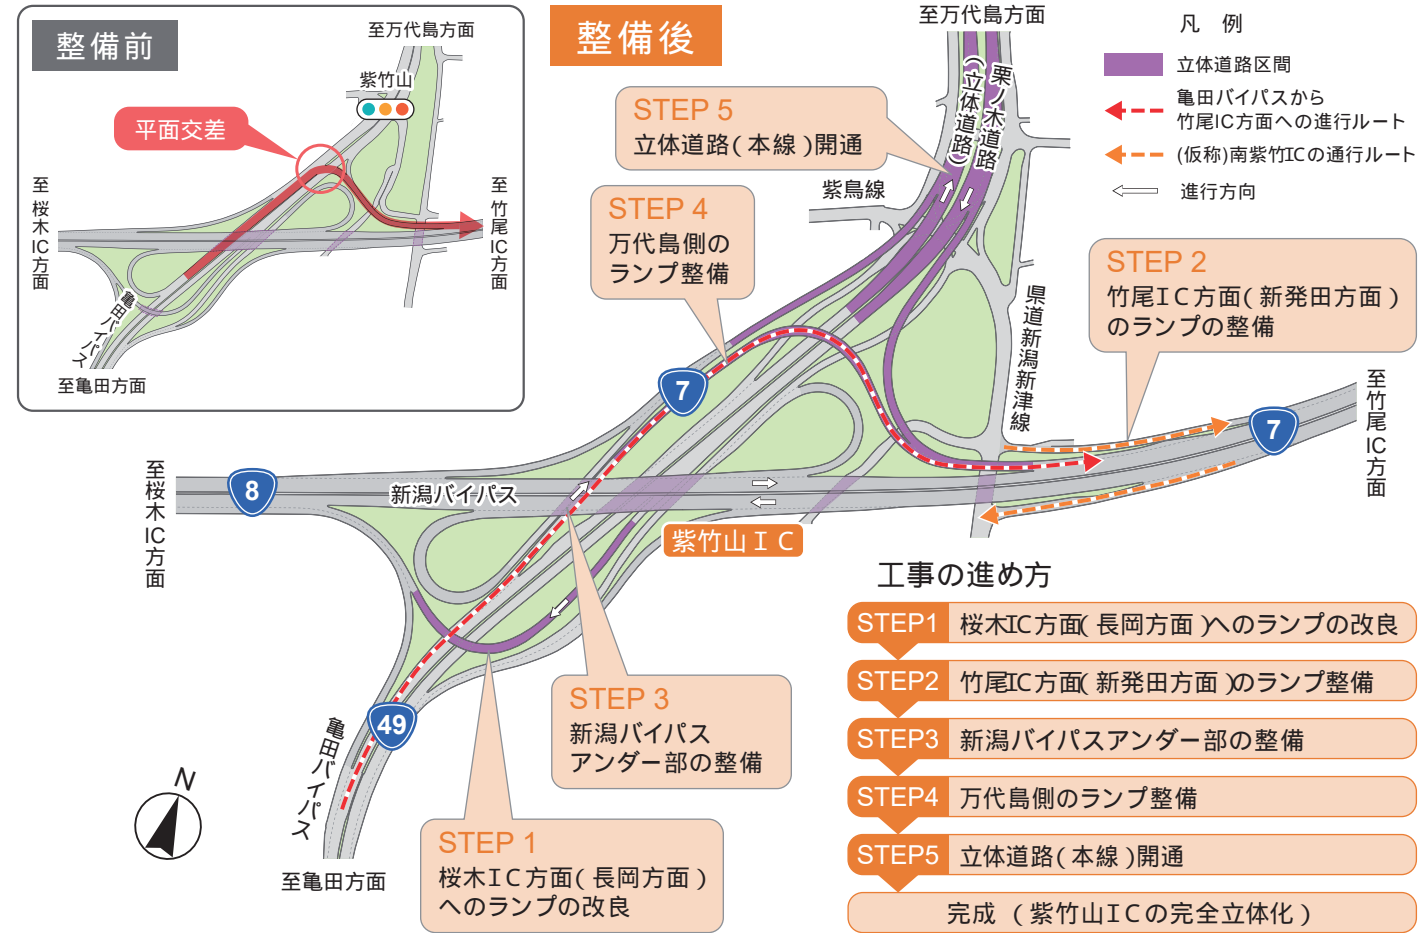 整備前
至万代島方面
紫竹山
平面交差
至桜木IC方面
至竹尾IC方面
亀田バイパス
至亀田方面
整備後
至万代島方面
栗ノ木道路
(立体道路)
凡 例
立体道路区間
亀田バイパスから
竹尾IC方面への進行ルート
(仮称)南紫竹ICの通行ルート
進行方向
STEP 5
立体道路(本線)開通
紫鳥線
STEP 4
万代島側の
ランプ整備
STEP 2
竹尾IC方面(新発田方面)
のランプの整備
県道新潟新津線
7
7
至竹尾IC方面
至桜木IC方面
8
新潟バイパス
紫竹山IC
STEP 3
新潟バイパス
アンダー部の整備
49
亀田バイパス
N
STEP 1
桜木IC方面(長岡方面)
へのランプの改良
至亀田方面
工事の進め方
STEP1 桜木IC方面(長岡方面)へのランプの改良
STEP2 竹尾IC方面(新発田方面)のランプ整備
STEP3 新潟バイパスアンダー部の整備
STEP4 万代島側のランプ整備
STEP5 立体道路(本線)開通
完成(紫竹山ICの完全立体化)